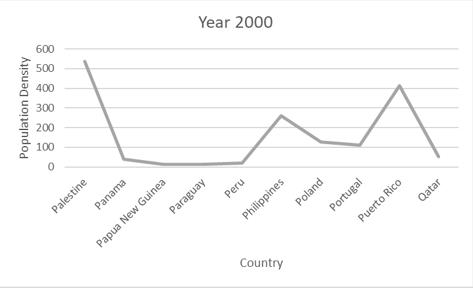 Year 2000
Population Density
600
500
400
300
200
100
0
Palestine
Panama
Papua New Guinea
Paraguay
Peru
Philippines
Poland
Portugal
Puerto Rico
Qatar
Country